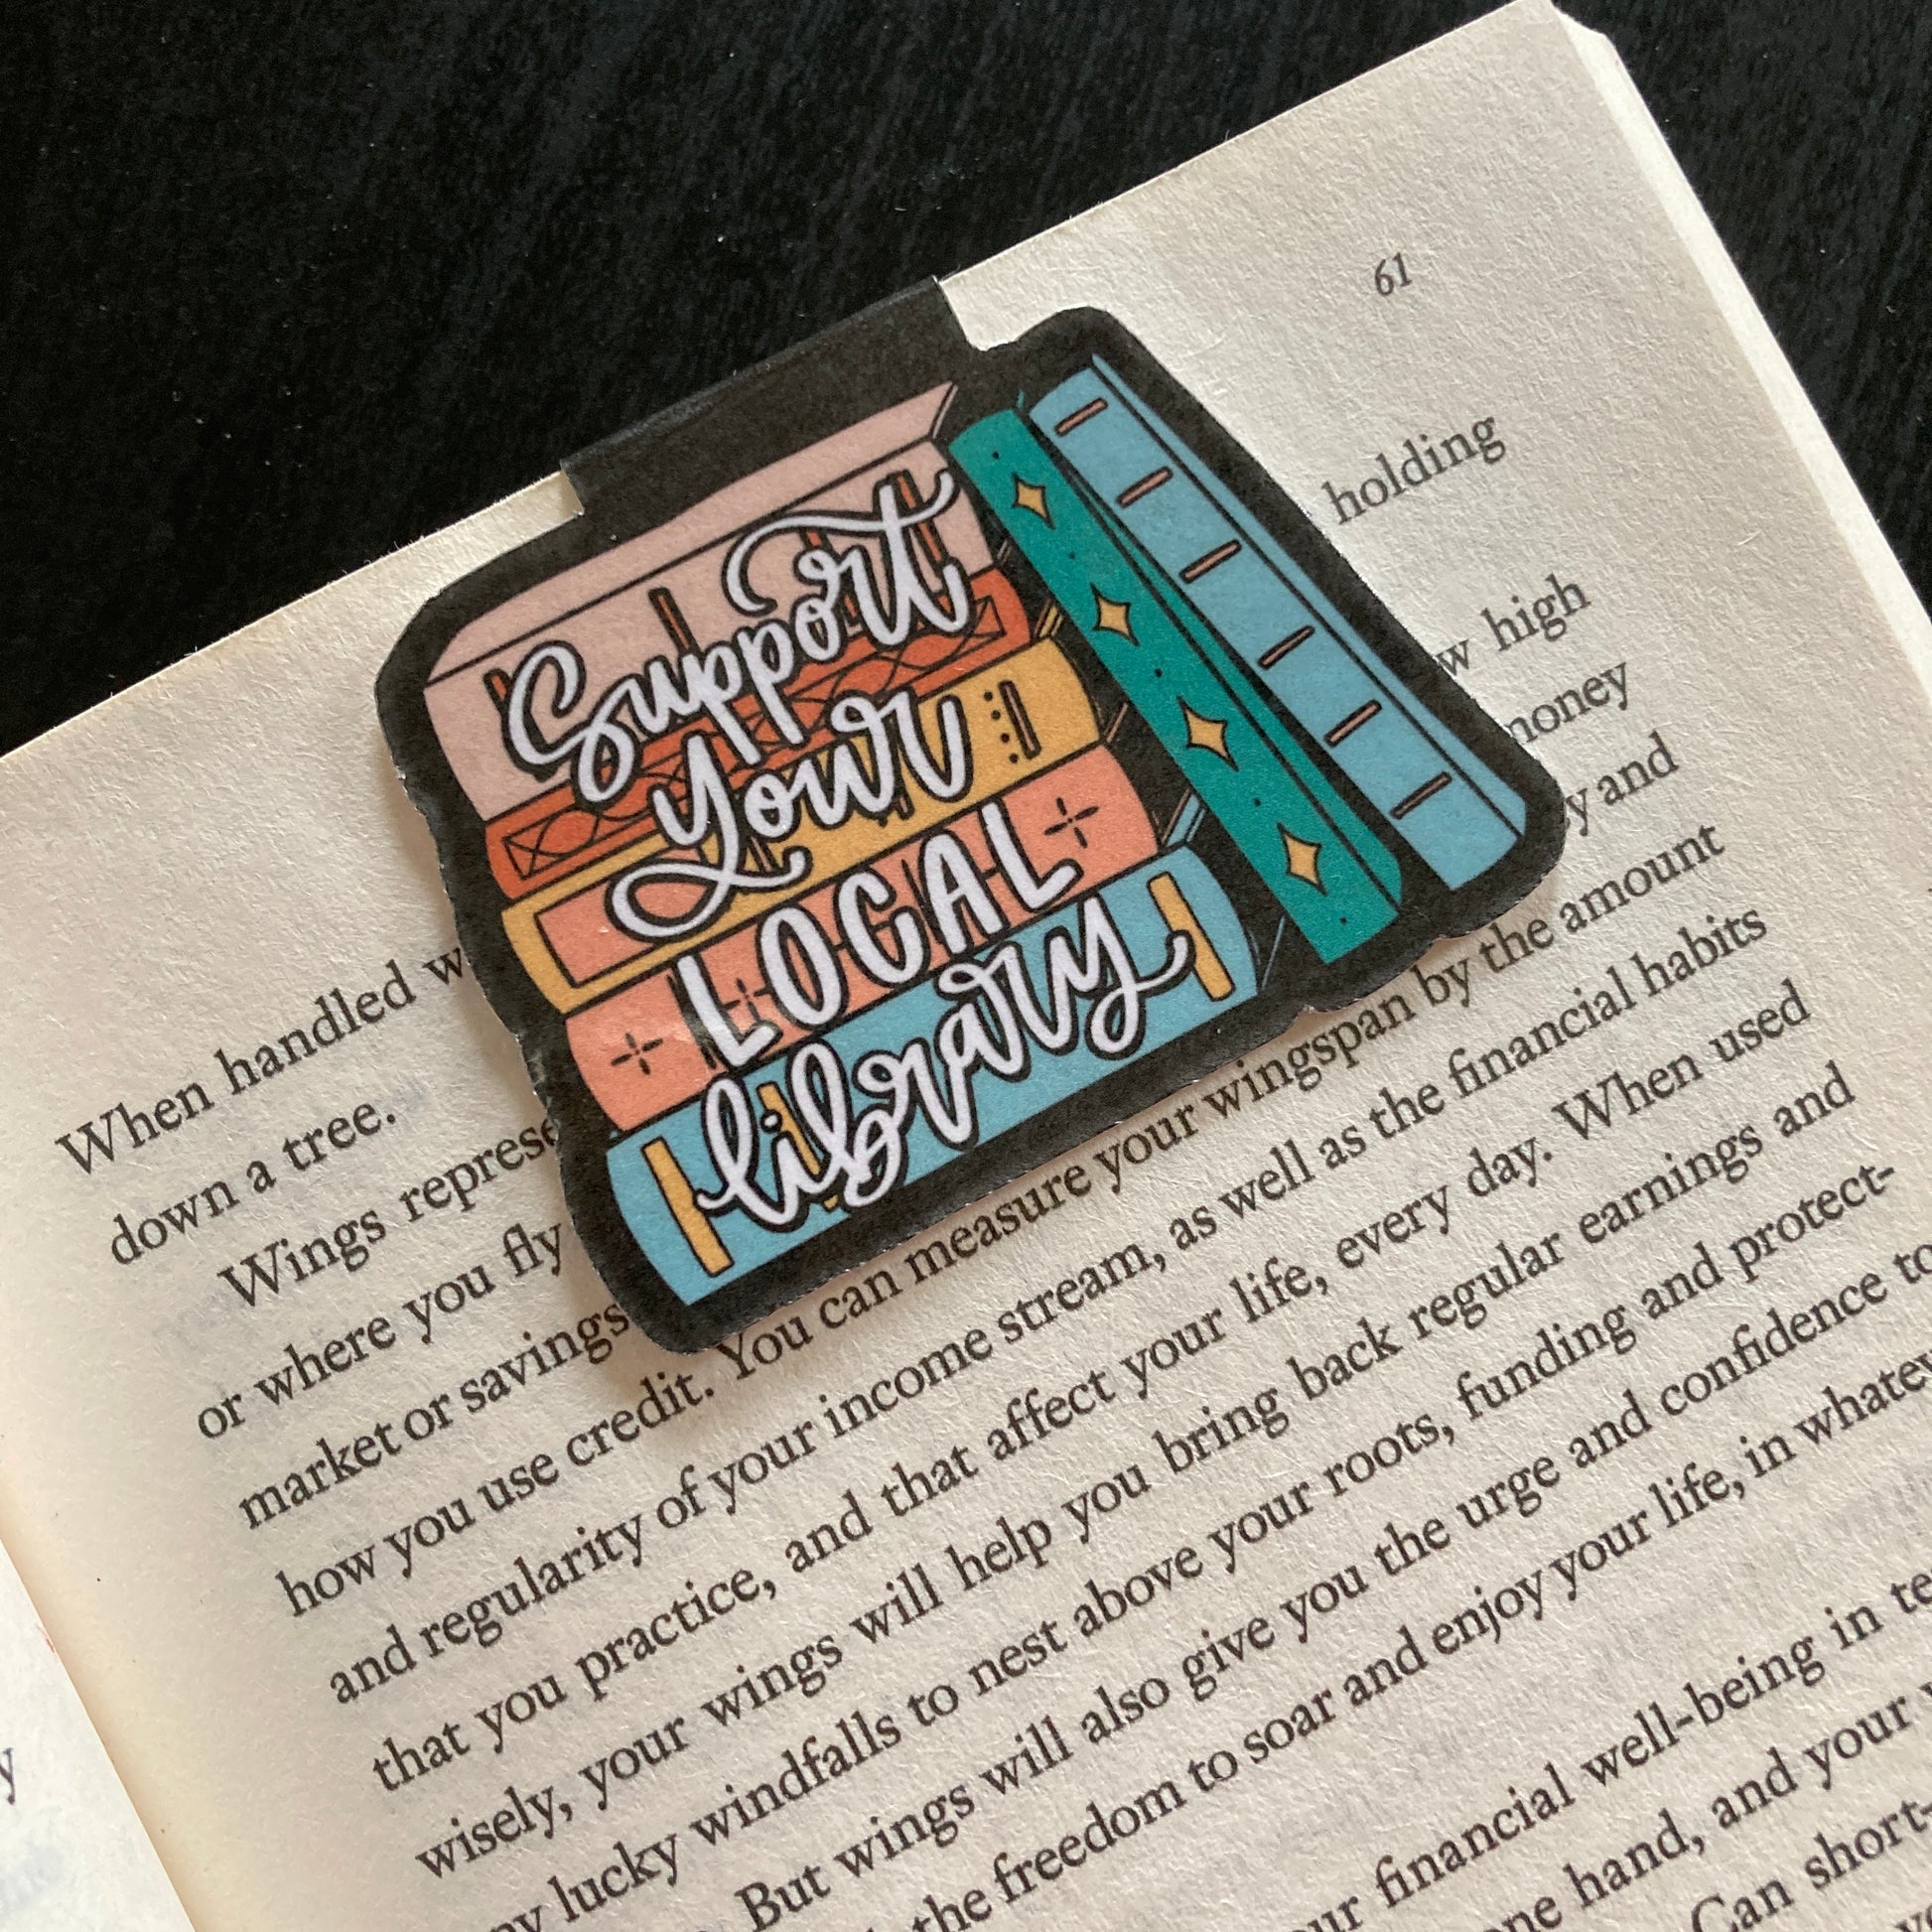 61
Support
Your
LOCAL
library
holding
high
money
and
When handled
down a tree.
Wings
or where you fly by the amount
market or savings your wingspan
how you use credit. You can measure as well as the financial habits
and regularity of your income stream,
that you practice, and that affect your life, every day. When used
wisely, your wings will help you bring back regular earnings and
lucky windfalls to nest above your roots, funding and protect-
But wings will also give you the urge and confidence to
the freedom to soar and enjoy your life, in
financial well-being in
hand, and your
Can short-